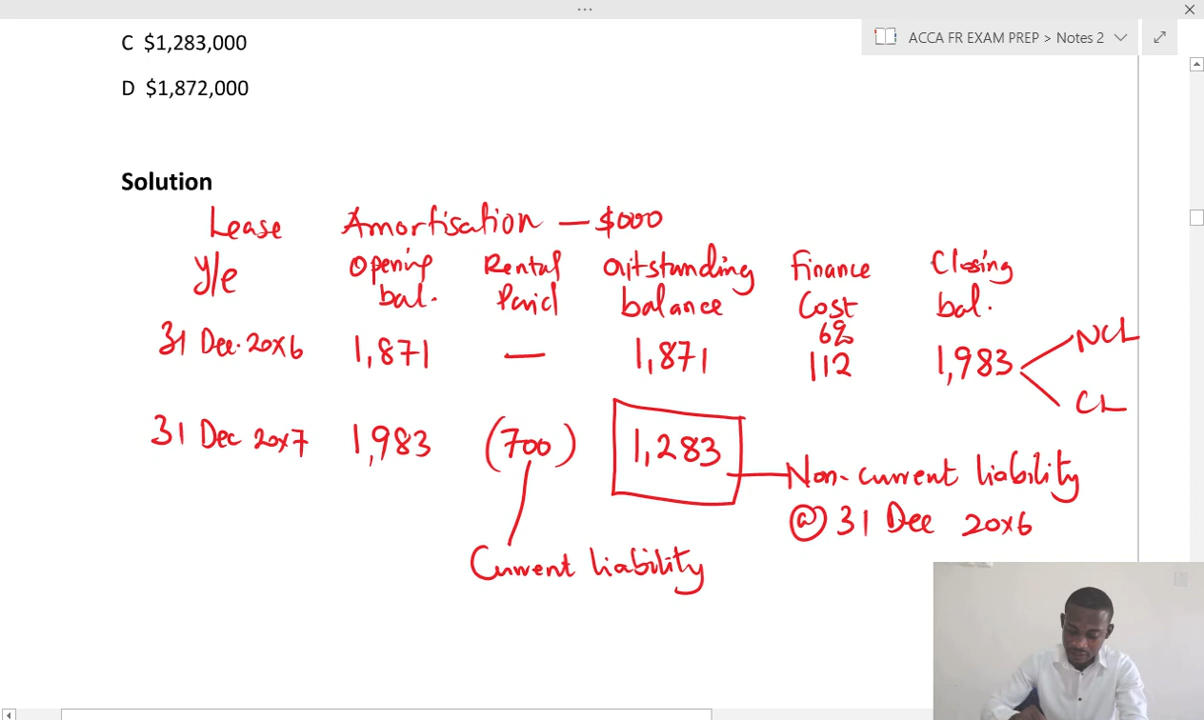 ACCA FR EXAM PREP > Notes 2
C $1,283,000
D $1,872,000
Solution
Lease Amortisation — $000
Y/e Opening bal. Rental Paid Outstanding balance Finance Cost 6% Closing bal.
31 Dec. 20X6 1,871 — 1,871 112 1,983
NCL
CL
31 Dec 20X7 1,983 (700) 1,283
Non-current liability
@ 31 Dec 20X6
Current liability